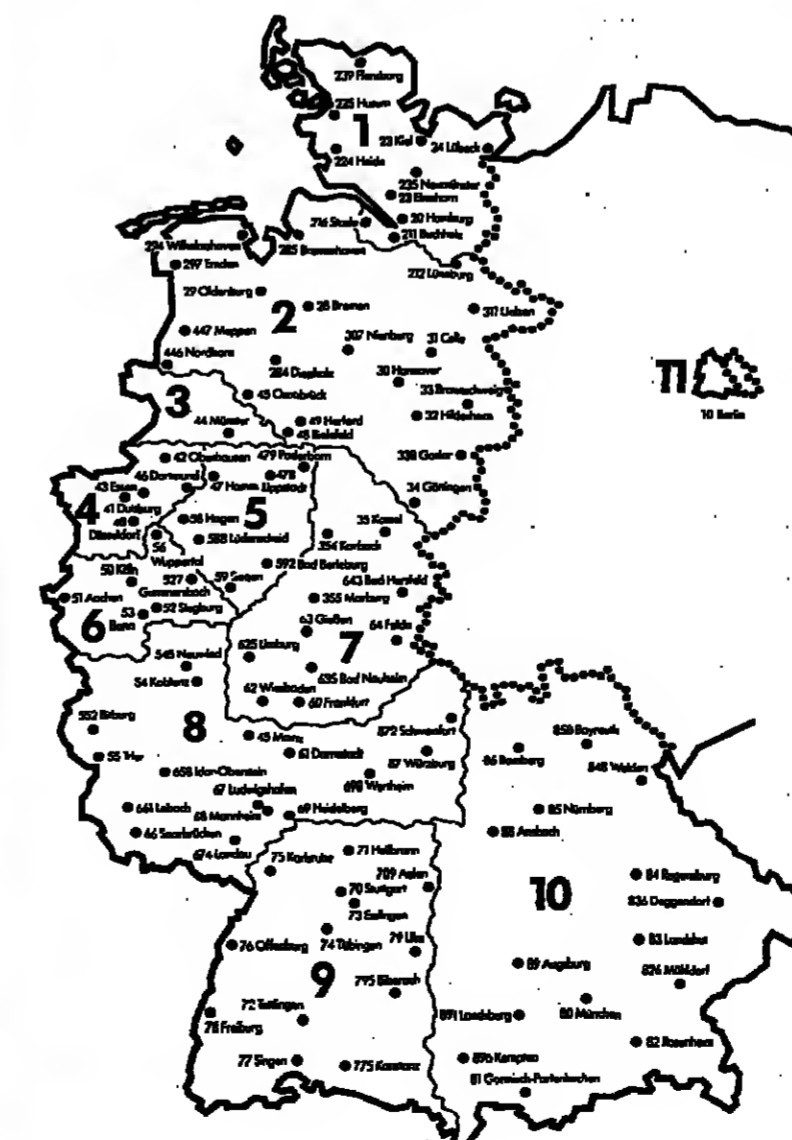 239 Flensburg
225 Husum
1
23 Kiel
24 Lübeck
224 Heide
235 Neumünster
22 Elmshorn
20 Hamburg
216 Stade
211 Buchholz
294 Wilhelmshaven
285 Bremerhaven
297 Emden
212 Lüneburg
29 Oldenburg
2
28 Bremen
311 Uelzen
447 Meppen
307 Nienburg
31 Celle
446 Nordhorn
284 Diepholz
30 Hannover
11
3
45 Osnabrück
33 Braunschweig
10 Berlin
44 Münster
49 Herford
32 Hildesheim
48 Bielefeld
42 Oberhausen
479 Paderborn
338 Goslar
46 Dortmund
478
43 Essen
47 Hamm
Lippstadt
34 Göttingen
4
41 Duisburg
5
58 Hagen
35 Kassel
40
Düsseldorf
588 Lüdenscheid
354 Korbach
56
Wuppertal
50 Köln
592 Bad Berleburg
527
59 Siegen
643 Bad Hersfeld
Gummersbach
51 Aachen
355 Marburg
52 Siegburg
53
6
Bonn
63 Gießen
64 Fulda
7
545 Neuwied
625 Limburg
54 Koblenz
635 Bad Nauheim
62 Wiesbaden
60 Frankfurt
552 Bitburg
8
872 Schweinfurt
858 Bayreuth
65 Mainz
55 Trier
61 Darmstadt
87 Würzburg
86 Bamberg
848 Weiden
658 Idar-Oberstein
698 Wertheim
67 Ludwigshafen
661 Lebach
68 Mannheim
69 Heidelberg
85 Nürnberg
66 Saarbrücken
88 Ansbach
674 Landau
71 Heilbronn
75 Karlsruhe
709 Aalen
84 Regensburg
70 Stuttgart
10
836 Deggendorf
73 Esslingen
74 Tübingen
79 Ulm
83 Landshut
76 Offenburg
89 Augsburg
826 Mühldorf
9
795 Biberach
72 Tuttlingen
891 Landsberg
80 München
78 Freiburg
82 Rosenheim
77 Singen
775 Konstanz
896 Kempten
81 Garmisch-Partenkirchen